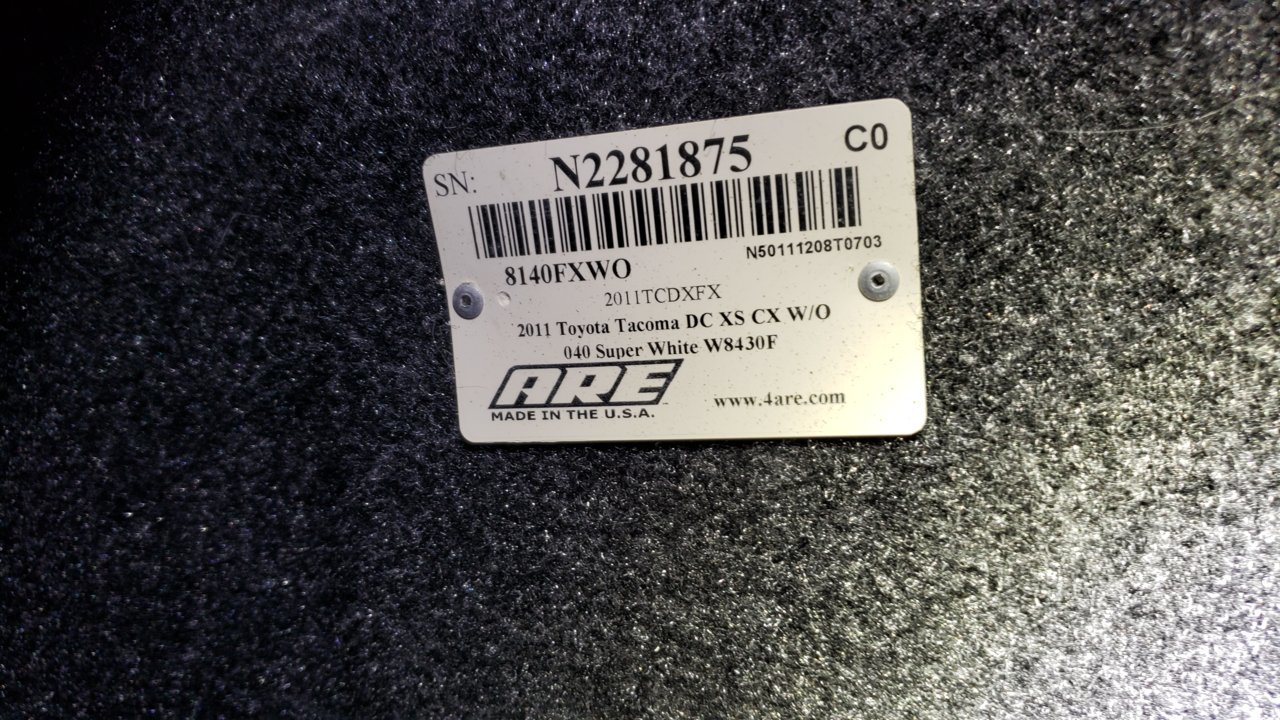 SN: N2281875 C0
N50111208T0703
8140FXWO
2011TCDXFX
2011 Toyota Tacoma DC XS CX W/O
040 Super White W8430F
ARE
MADE IN THE U.S.A.
www.4are.com